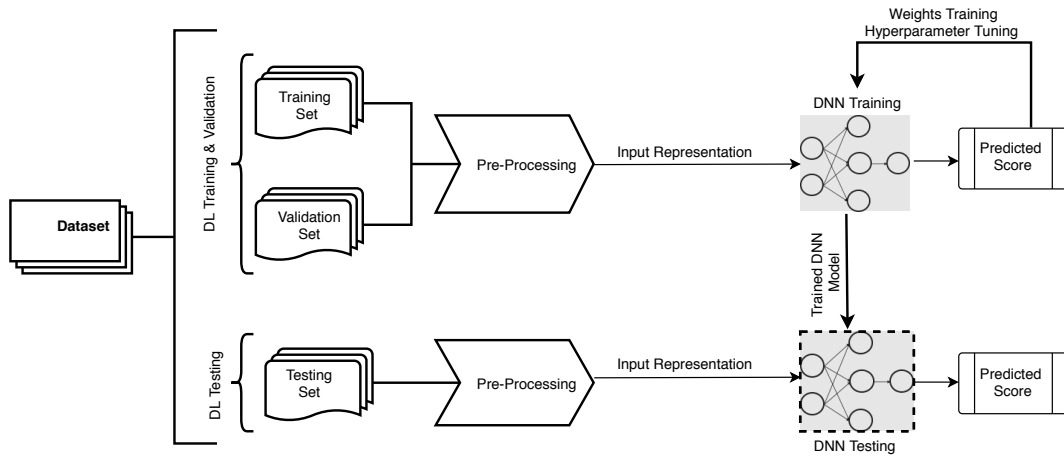 Weights Training
Hyperparameter Tuning
DL Training & Validation
Training
Set
DNN Training
Pre-Processing
Input Representation
Predicted
Score
Validation
Set
Dataset
Trained DNN
Model
DL Testing
Testing
Set
Pre-Processing
Input Representation
Predicted
Score
DNN Testing